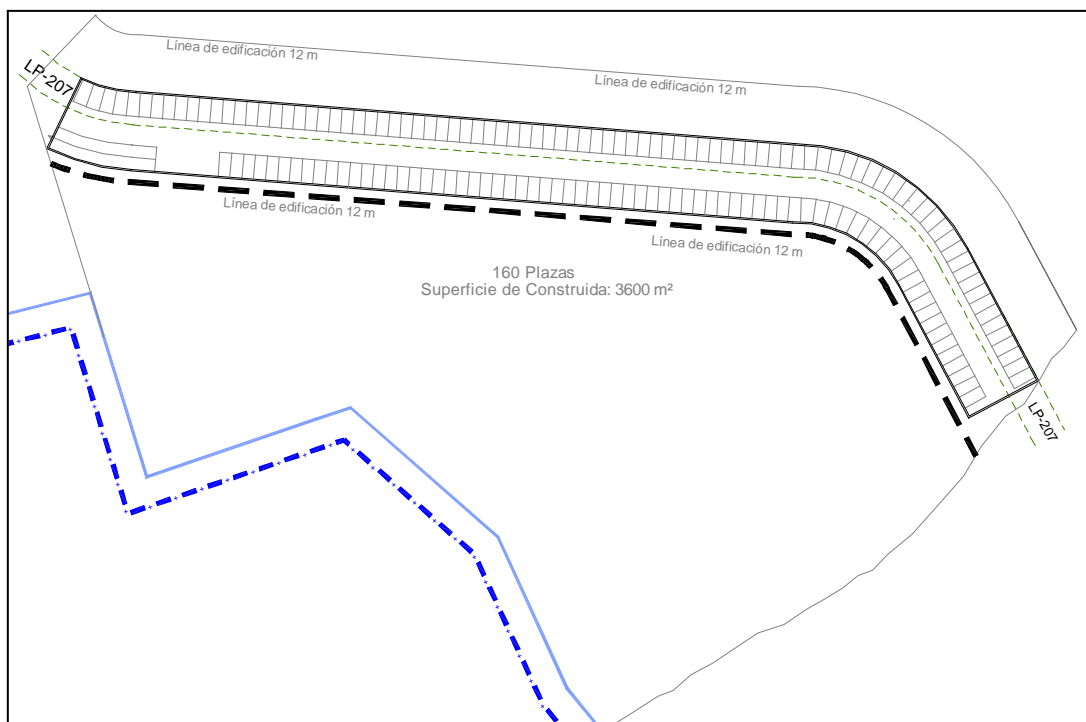 Línea de edificación 12 m
LP-207
Línea de edificación 12 m
Línea de edificación 12 m
Línea de edificación 12 m
160 Plazas
Superficie de Construida: 3600 m²
LP-207